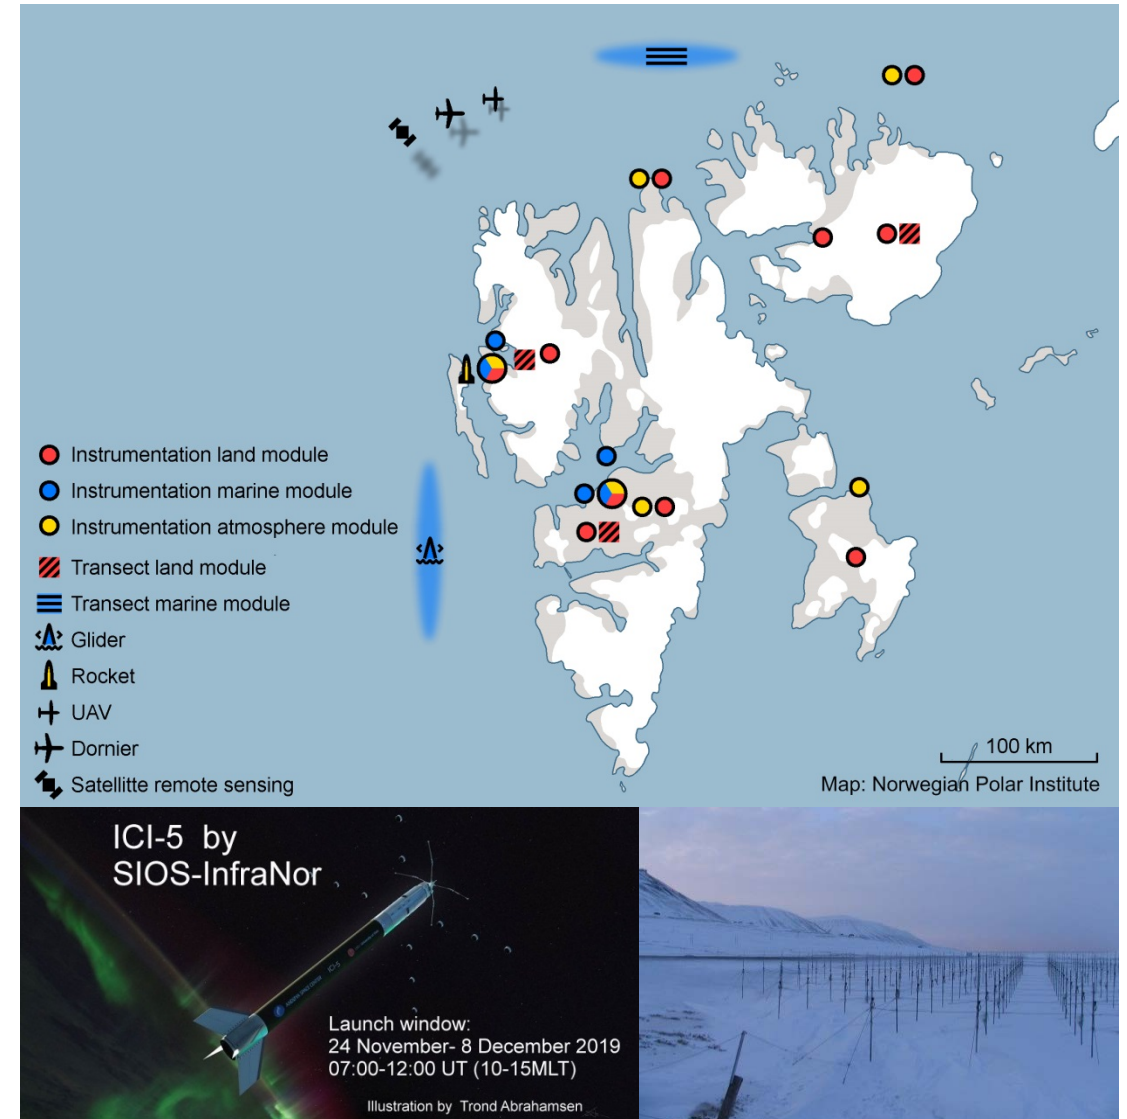 Instrumentation land module
Instrumentation marine module
Instrumentation atmosphere module
Transect land module
Transect marine module
Glider
Rocket
UAV
Dornier
Satellitte remote sensing
100 km
Map: Norwegian Polar Institute
ICI-5 by
SIOS-InfraNor
ICI-5
Launch window:
24 November- 8 December 2019
07:00-12:00 UT (10-15MLT)
Illustration by Trond Abrahamsen